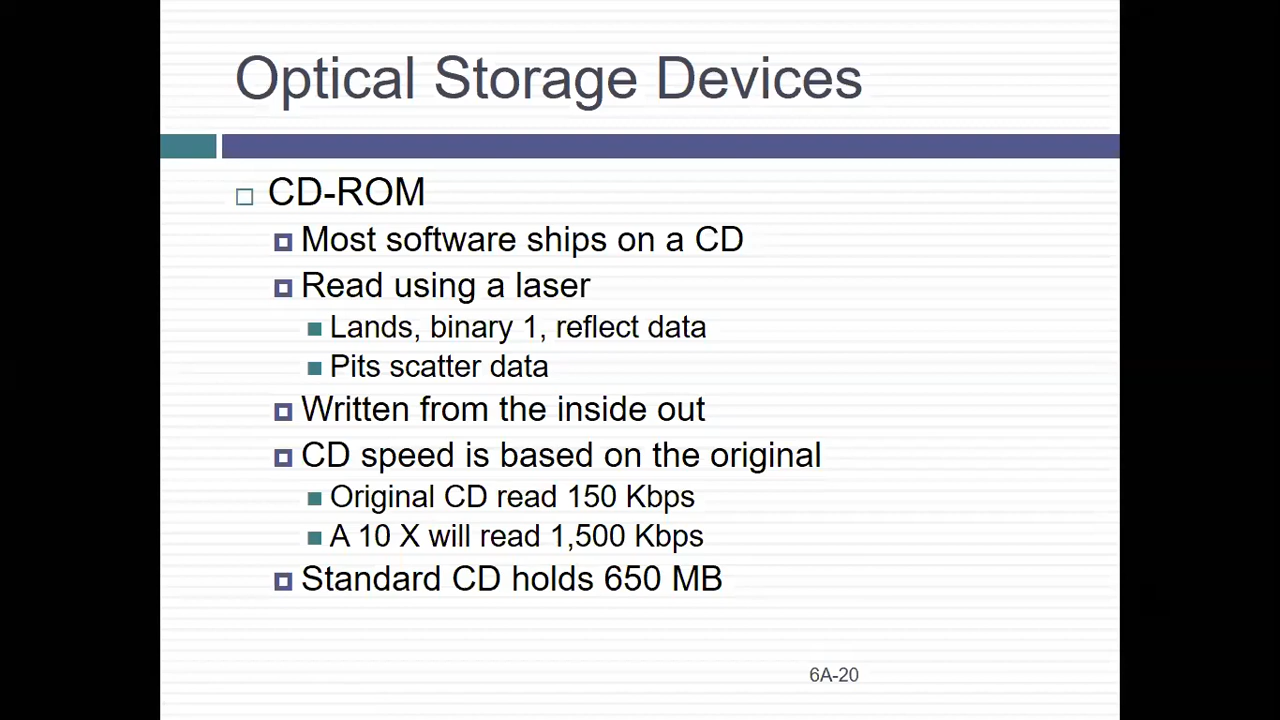 Optical Storage Devices
CD-ROM
Most software ships on a CD
Read using a laser
Lands, binary 1, reflect data
Pits scatter data
Written from the inside out
CD speed is based on the original
Original CD read 150 Kbps
A 10 X will read 1,500 Kbps
Standard CD holds 650 MB
6A-20